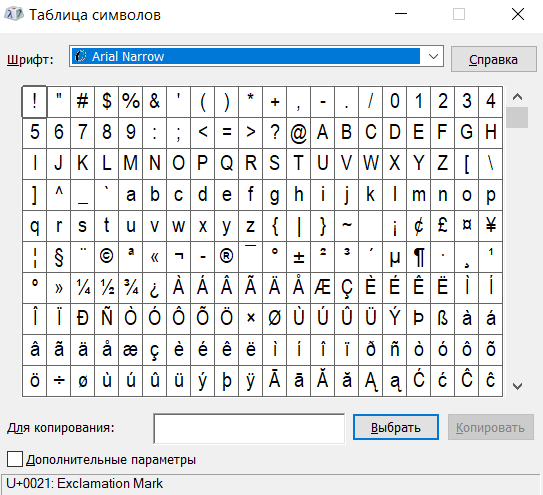 Таблица символов
Шрифт: Arial Narrow Справка
! " # $ % & ' ( ) * + , - . / 0 1 2 3 4
5 6 7 8 9 : ; < = > ? @ A B C D E F G H
I J K L M N O P Q R S T U V W X Y Z [ \
] ^ _ ` a b c d e f g h i j k l m n o p
q r s t u v w x y z { | } ~ ¡ ¢ £ ¤ ¥
¦ § ¨ © ª « ¬ - ® ¯ ° ± ² ³ ´ µ ¶ · ¸ ¹
º » ¼ ½ ¾ ¿ À Á Â Ã Ä Å Æ Ç È É Ê Ë Ì Í
Î Ï Ð Ñ Ò Ó Ô Õ Ö × Ø Ù Ú Û Ü Ý Þ ß à á
â ã ä å æ ç è é ê ë ì í î ï ð ñ ò ó ô õ
ö ÷ ø ù ú û ü ý þ ÿ Ā ā Ă ă Ą ą Ć ć Ĉ ĉ
Для копирования: Выбрать Копировать
Дополнительные параметры
U+0021: Exclamation Mark